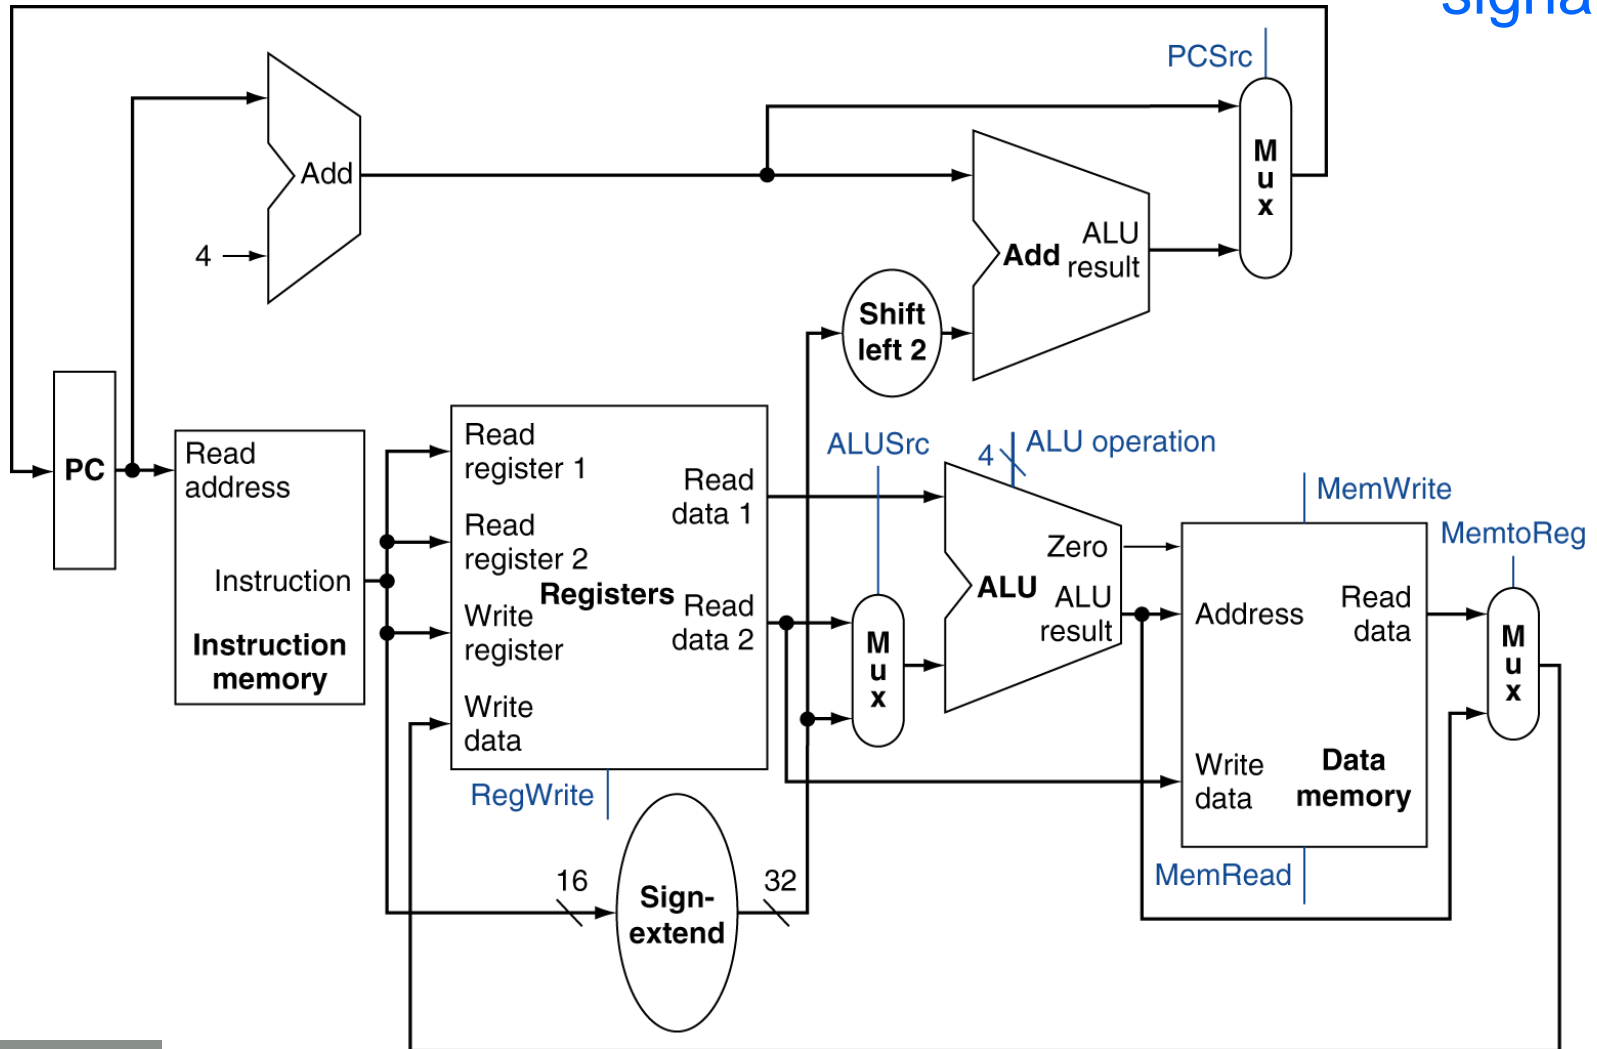 signa
PCSrc
M
u
x
Add
ALU
result
Add
4
Shift
left 2
PC
Read
address
Instruction
Instruction
memory
Read
register 1
Read
register 2
Write
register
Write
data
Registers
Read
data 1
Read
data 2
RegWrite
16
Sign-
extend
32
ALUSrc
M
u
x
4
ALU operation
Zero
ALU
ALU
result
MemWrite
Address
Read
data
Write
data
Data
memory
MemRead
MemtoReg
M
u
x